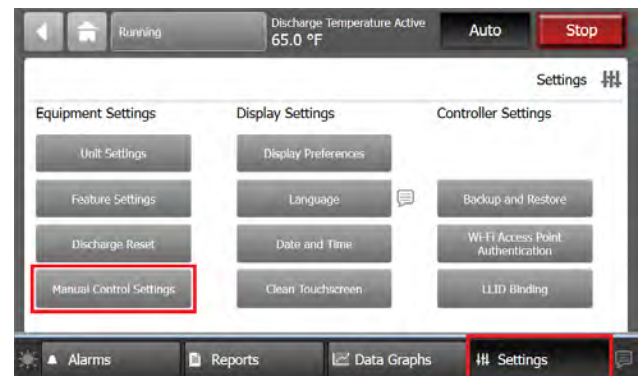 Running
Discharge Temperature Active
65.0 °F
Auto
Stop
Settings
Equipment Settings
Display Settings
Controller Settings
Unit Settings
Display Preferences
Feature Settings
Language
Backup and Restore
Discharge Reset
Date and Time
Wi-Fi Access Point
Authentication
Manual Control Settings
Clean Touchscreen
LLID Binding
Alarms
Reports
Data Graphs
Settings